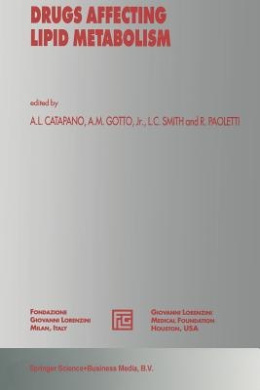 DRUGS AFFECTING
LIPID METABOLISM
edited by
A.L. CATAPANO, A.M. GOTTO, Jr., L.C. SMITH and R. PAOLETTI
FONDAZIONE
GIOVANNI LORENZINI
MILAN, ITALY
FLG
GIOVANNI LORENZINI
MEDICAL FOUNDATION
HOUSTON, USA
Springer Science+Business Media, B.V.